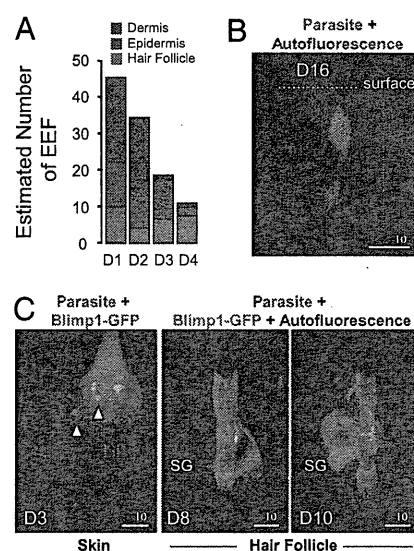 A
Dermis
Epidermis
Hair Follicle
Estimated Number
of EEF
50
40
30
20
10
0
D1 D2 D3 D4
B
Parasite +
Autofluorescence
D16
surface
10
C
Parasite +
Blimp1-GFP
Parasite +
Blimp1-GFP + Autofluorescence
D3
10
SG
D8
10
SG
D10
10
Skin
Hair Follicle